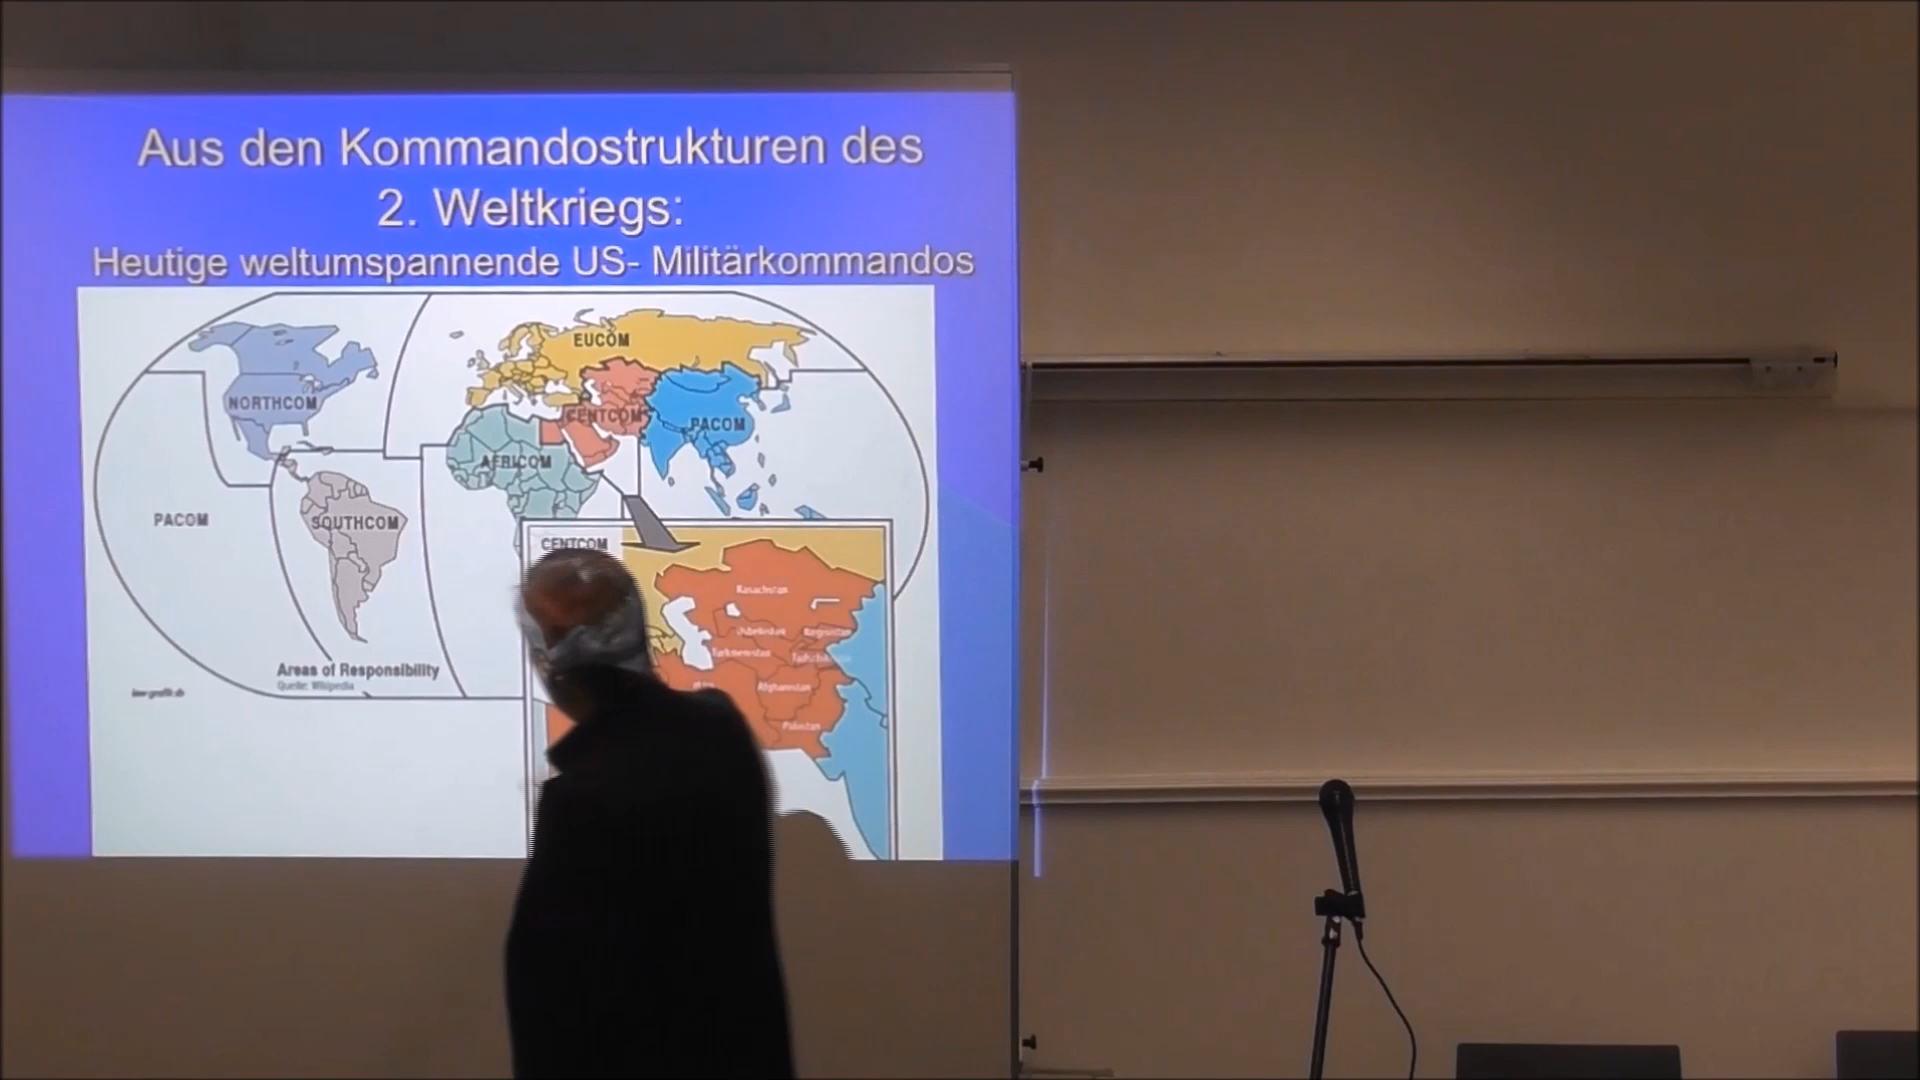 Aus den Kommandostrukturen des
2. Weltkriegs:
Heutige weltumspannende US- Militärkommandos
EUCOM
NORTHCOM
CENTCOM
PACOM
AFRICOM
PACOM
SOUTHCOM
CENTCOM
Kasachstan
Usbekistan
Kirgisistan
Turkmenistan
Afghanistan
Pakistan
Areas of Responsibility
Quelle: Wikipedia